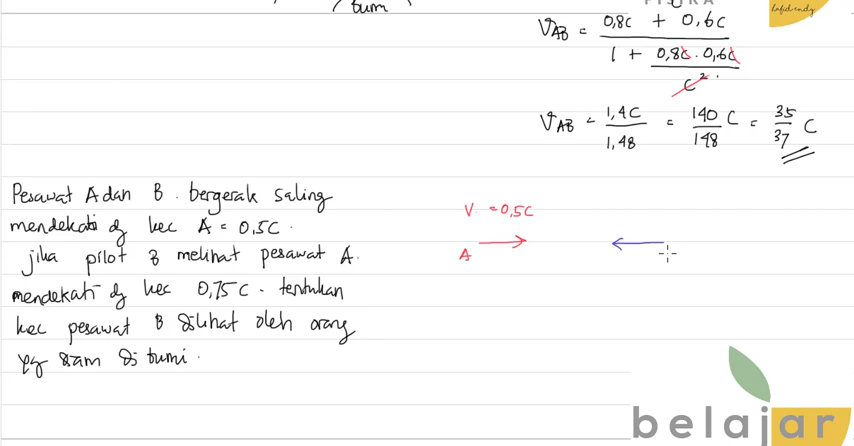 bumi
V_AB = 0,8c + 0,6c / 1 + 0,8c . 0,6c / c²
V_AB = 1,4c / 1,48 = 140 / 148 c = 35 / 37 c
Pesawat A dan B . bergerak saling
mendekati dg kec A = 0,5c .
jika pilot B melihat pesawat A .
mendekati dg kec 0,75c . tentukan
kec pesawat B dilihat oleh orang
yg diam di bumi .
V = 0,5c
A
belajar